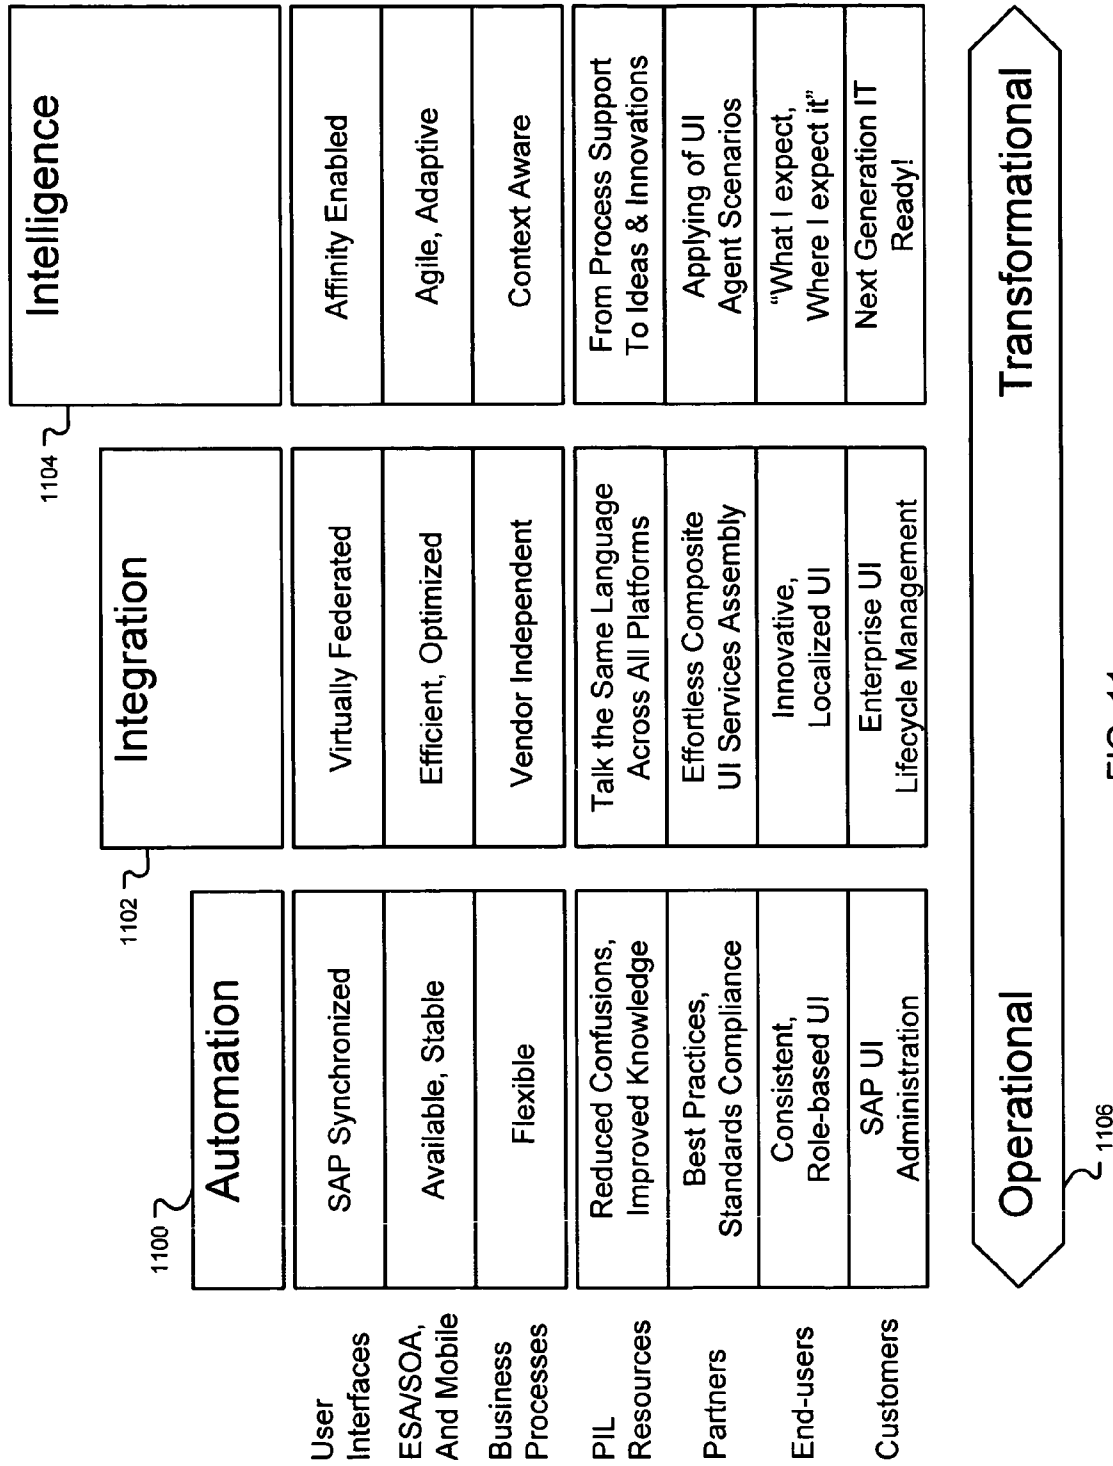 1104
Intelligence
1102
Integration
1100
Automation
User
Interfaces
SAP Synchronized
Virtually Federated
Affinity Enabled
ESA/SOA,
And Mobile
Available, Stable
Efficient, Optimized
Agile, Adaptive
Business
Processes
Flexible
Vendor Independent
Context Aware
PIL
Resources
Reduced Confusions,
Improved Knowledge
Talk the Same Language
Across All Platforms
From Process Support
To Ideas & Innovations
Partners
Best Practices,
Standards Compliance
Effortless Composite
UI Services Assembly
Applying of UI
Agent Scenarios
End-users
Consistent,
Role-based UI
Innovative,
Localized UI
“What I expect,
Where I expect it”
Customers
SAP UI
Administration
Enterprise UI
Lifecycle Management
Next Generation IT
Ready!
Operational
Transformational
1106
FIG. 11